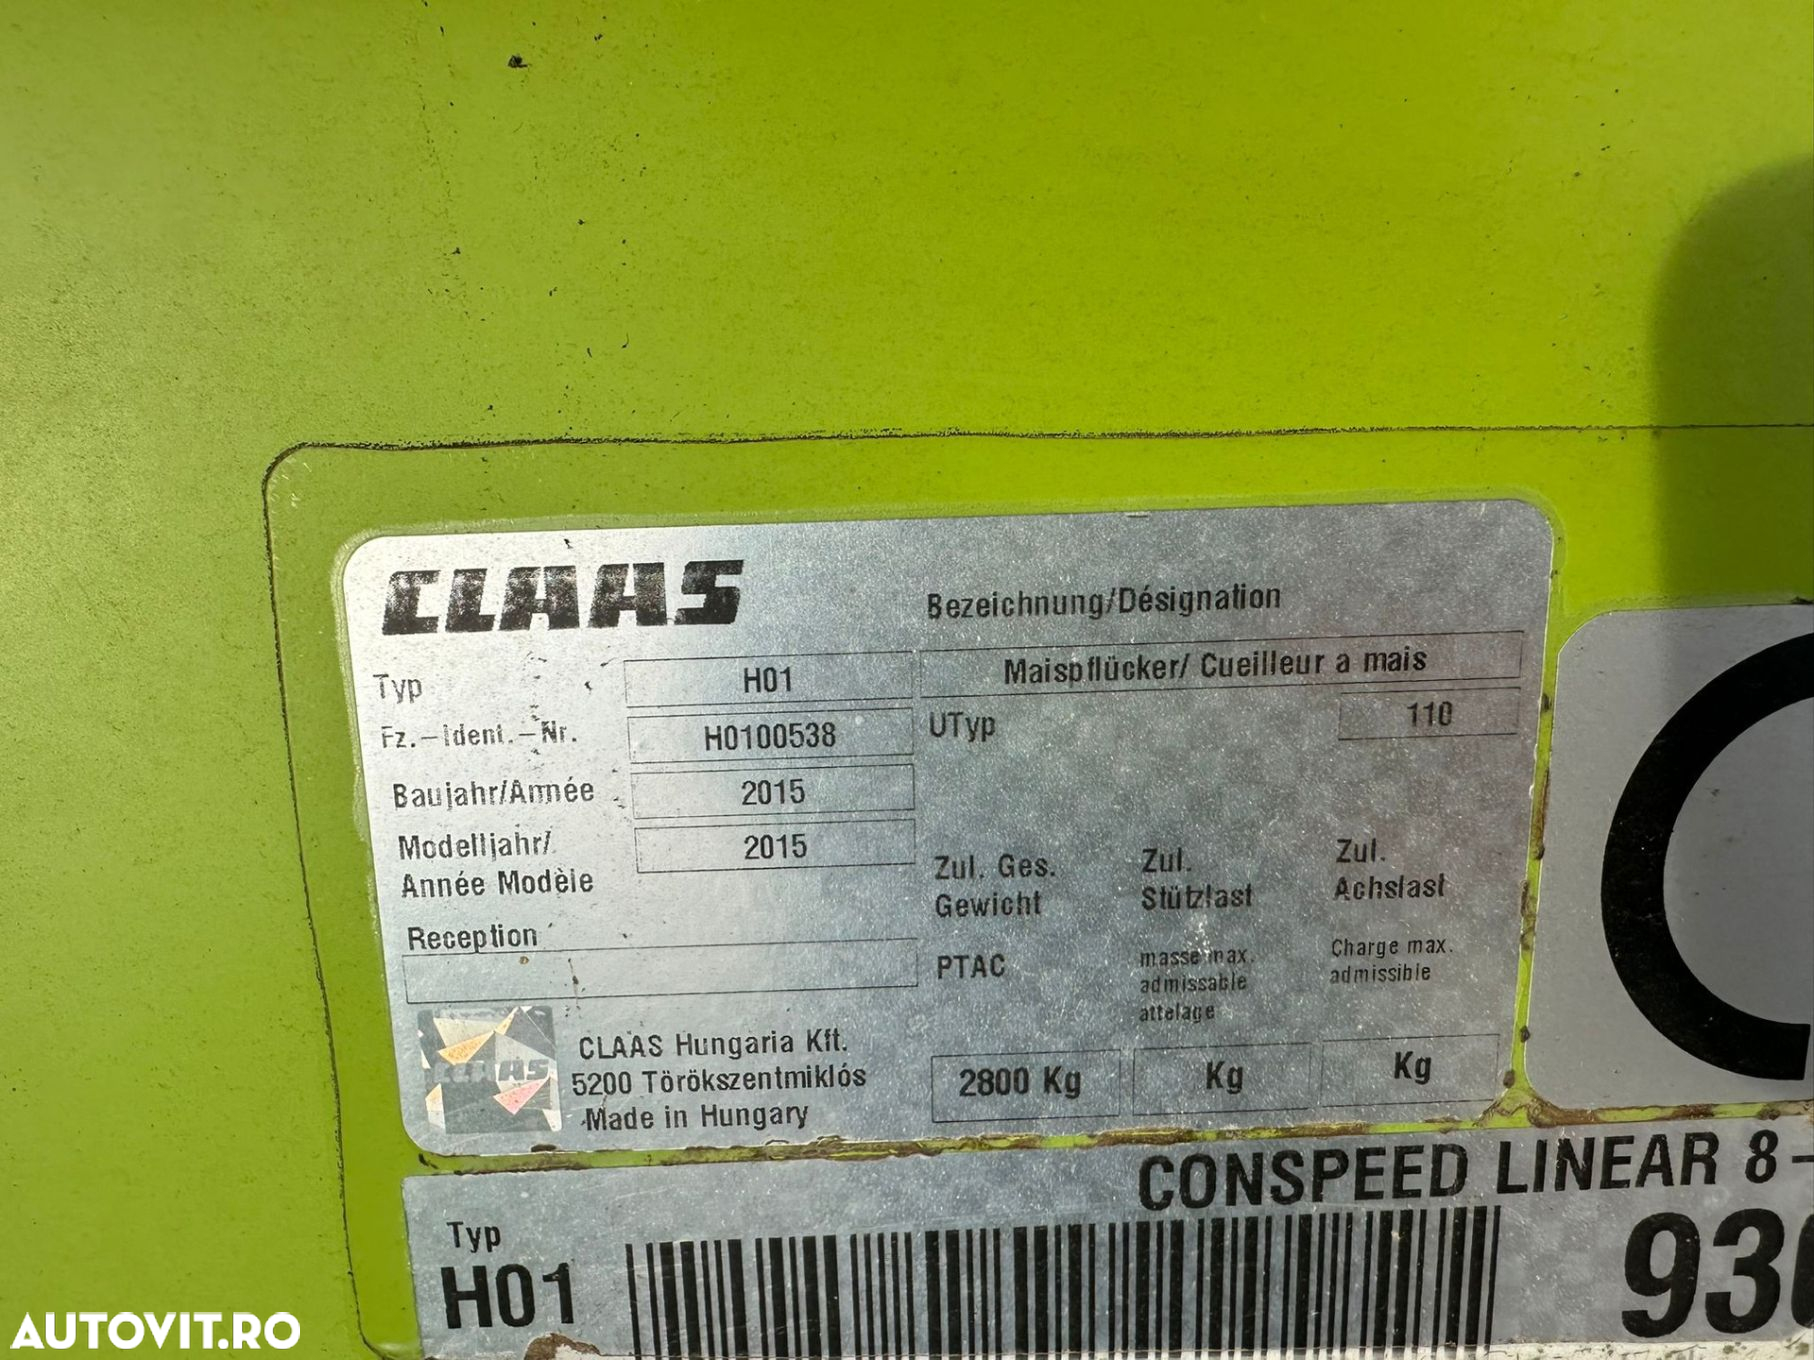 CLAAS
Bezeichnung/Désignation
Typ H01 Maispflücker/ Cueilleur a mais
Fz.-Ident.-Nr. H0100538 UTyp 110
Baujahr/Année 2015
Modelljahr/ 2015
Année Modèle
Zul. Ges. Zul. Zul.
Gewicht Stützlast Achslast
Reception
PTAC masse max. Charge max.
admissable admissible
attelage
CLAAS
CLAAS Hungaria Kft.
5200 Törökszentmiklós
Made in Hungary
2800 Kg Kg Kg
CONSPEED LINEAR 8-
Typ
H01
93
AUTOVIT.RO